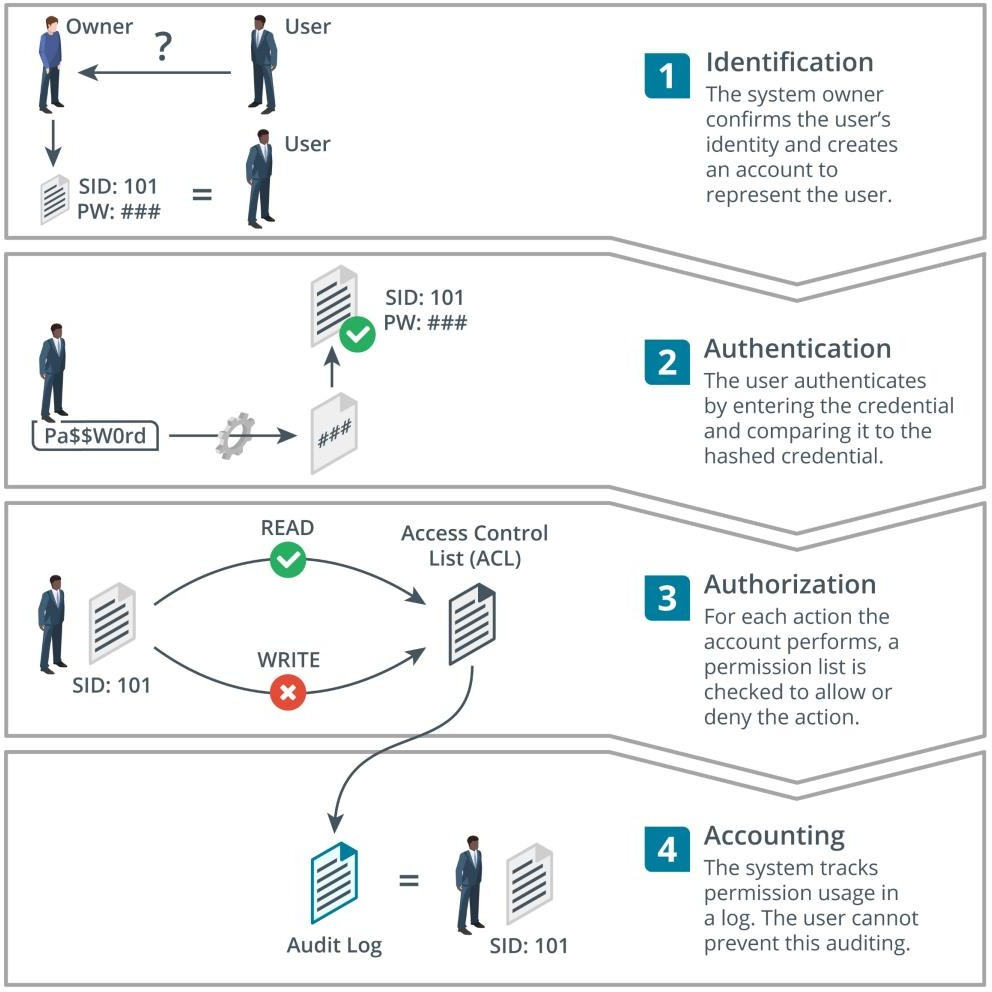 Owner
?
User
User
SID: 101
PW: ###
=
1
Identification
The system owner
confirms the user’s
identity and creates
an account to
represent the user.
SID: 101
PW: ###
Pa$$W0rd
###
2
Authentication
The user authenticates
by entering the credential
and comparing it to the
hashed credential.
READ
Access Control
List (ACL)
WRITE
SID: 101
3
Authorization
For each action the
account performs, a
permission list is
checked to allow or
deny the action.
Audit Log
=
SID: 101
4
Accounting
The system tracks
permission usage in
a log. The user cannot
prevent this auditing.